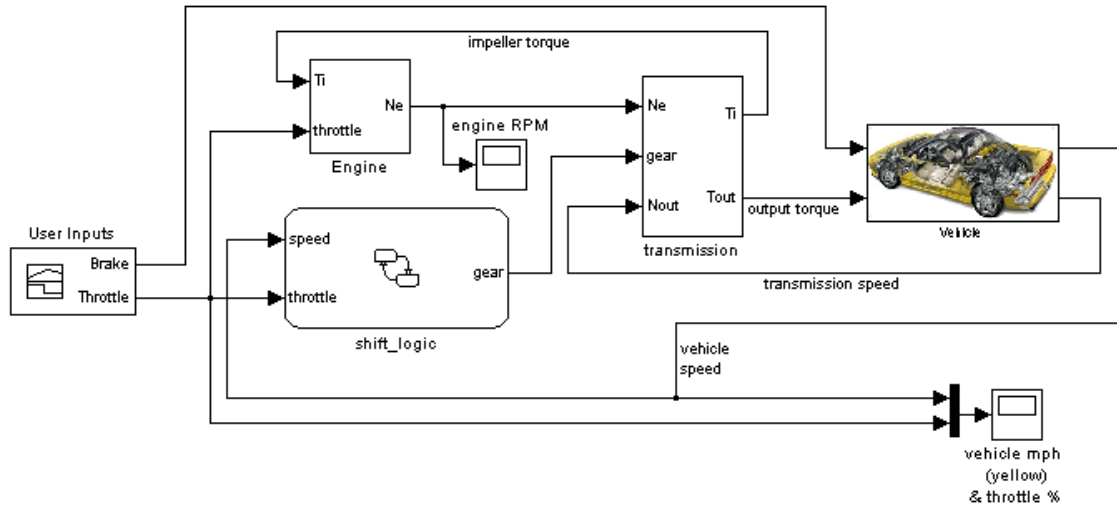 impeller torque
Ti
Ne
throttle
Engine
engine RPM
Ne
Ti
gear
Nout
Tout
transmission
output torque
Vehicle
transmission speed
User Inputs
Brake
Throttle
speed
gear
throttle
shift_logic
vehicle
speed
vehicle mph
(yellow)
& throttle %